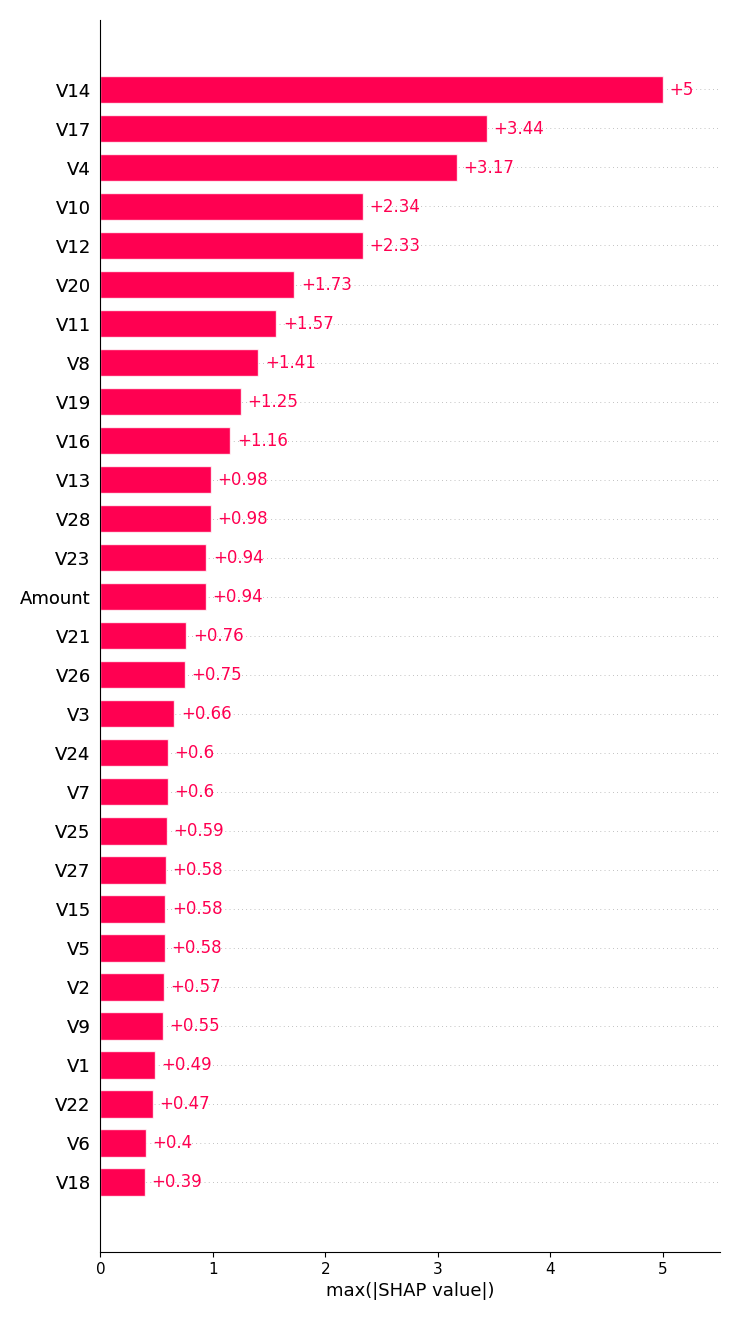 V14 +5
V17 +3.44
V4 +3.17
V10 +2.34
V12 +2.33
V20 +1.73
V11 +1.57
V8 +1.41
V19 +1.25
V16 +1.16
V13 +0.98
V28 +0.98
V23 +0.94
Amount +0.94
V21 +0.76
V26 +0.75
V3 +0.66
V24 +0.6
V7 +0.6
V25 +0.59
V27 +0.58
V15 +0.58
V5 +0.58
V2 +0.57
V9 +0.55
V1 +0.49
V22 +0.47
V6 +0.4
V18 +0.39
0 1 2 3 4 5
max(|SHAP value|)